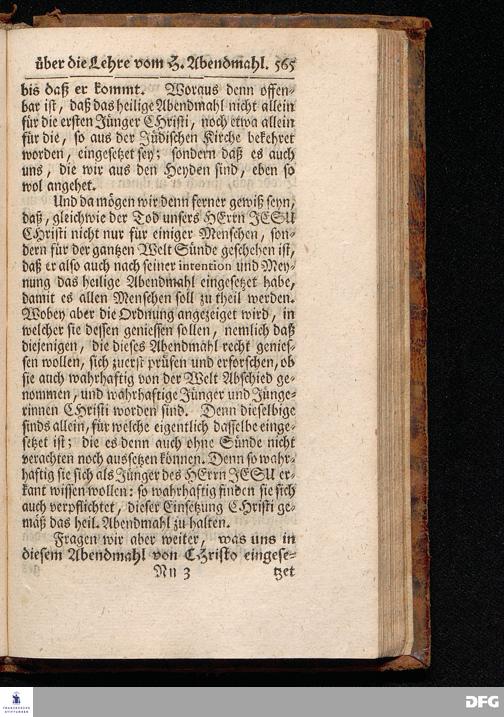 über die Lehre vom H. Abendmahl. 565
bis daß er kommt. Woraus denn offen-
bar ist, daß das heilige Abendmahl nicht allein
für die ersten Jünger CHristi, noch etwa allein
für die, so aus der Jüdischen Kirche bekehret
worden, eingesetzet sey; sondern daß es auch
uns, die wir aus den Heyden sind, eben so
wol angehet.
Und da mögen wir denn ferner gewiß seyn,
daß, gleichwie der Tod unsers HErrn JESU
CHristi nicht nur für einiger Menschen, son-
dern für der gantzen Welt Sünde geschehen ist,
daß er also auch nach seiner intention und Mey-
nung das heilige Abendmahl eingesetzet habe,
damit es allen Menschen soll zu theil werden.
Wobey aber die Ordnung angezeiget wird, in
welcher sie dessen geniessen sollen, nemlich daß
diejenigen, die dieses Abendmahl recht genies-
sen wollen, sich zuerst prüfen und erforschen, ob
sie auch wahrhaftig von der Welt Abschied ge-
nommen, und wahrhaftige Jünger und Jünge-
rinnen CHristi worden sind. Denn dieselbige
sinds allein, für welche eigentlich dasselbe einge-
setzet ist; die es denn auch ohne Sünde nicht
verachten noch aussetzen können. Denn so wahr-
haftig sie sich als Jünger des HErrn JESU er-
kant wissen wollen: so wahrhaftig finden sie sich
auch verpflichtet, dieser Einsetzung CHristi ge-
mäß das heil. Abendmahl zu halten.
Fragen wir aber weiter, was uns in
diesem Abendmahl von CHristo eingese-
Nn 3 tzet
FRANCKESCHE
STIFTUNGEN
DFG